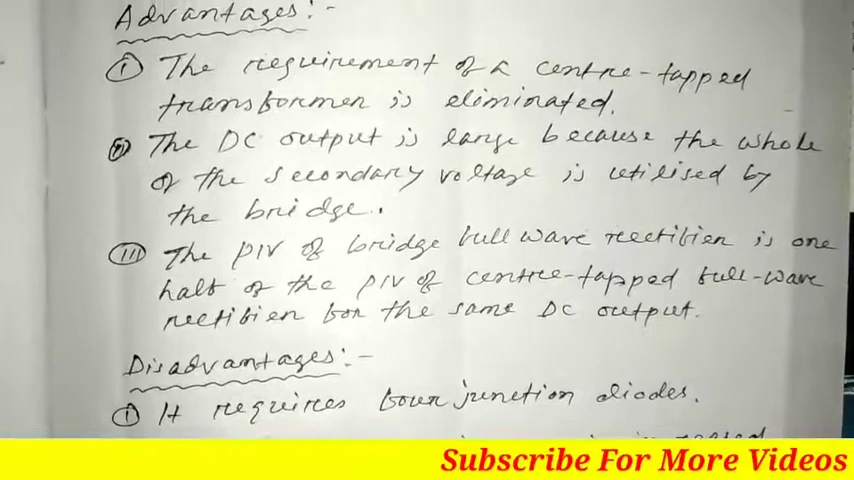 Advantages:-
(i) The requirement of a centre-tapped
transformer is eliminated.
(ii) The DC output is large because the whole
of the secondary voltage is utilised by
the bridge.
(iii) The PIV of bridge full wave rectifier is one
half of the PIV of centre-tapped full-wave
rectifier for the same DC output.
Disadvantages:-
(i) It requires four junction diodes.
Subscribe For More Videos